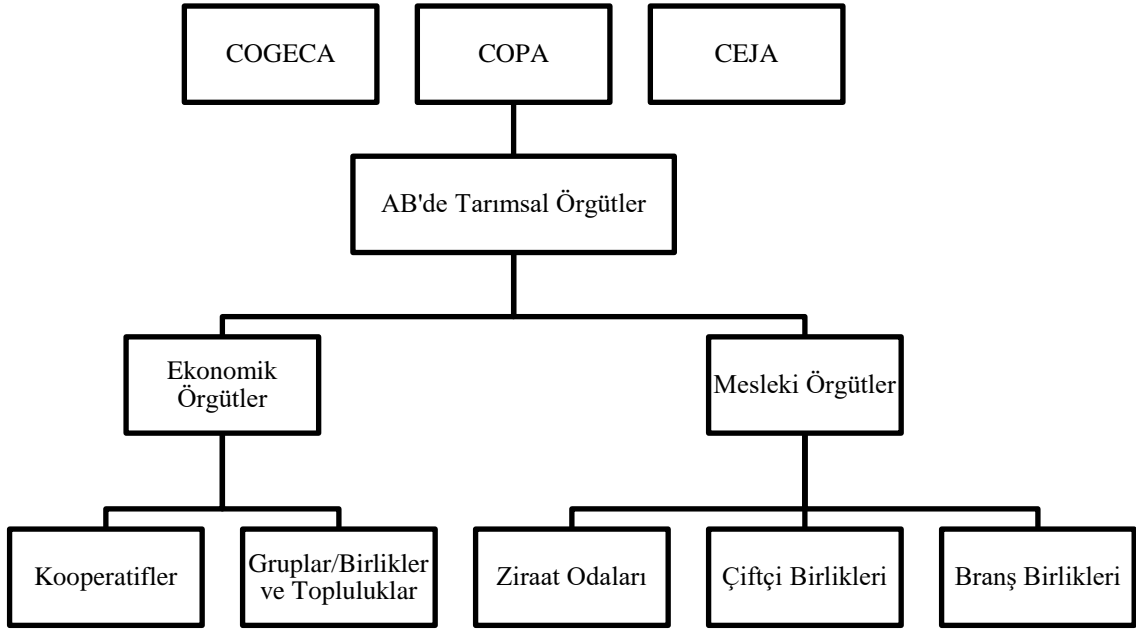 COGECA
COPA
CEJA
AB'de Tarımsal Örgütler
Ekonomik
Örgütler
Mesleki Örgütler
Kooperatifler
Gruplar/Birlikler
ve Topluluklar
Ziraat Odaları
Çiftçi Birlikleri
Branş Birlikleri